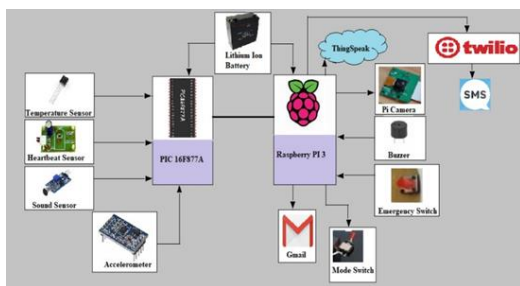 Lithium Ion
Battery
ThingSpeak
twilio
SMS
Temperature Sensor
PIC16F877A
Pi Camera
Heartbeat Sensor
PIC 16F877A
Raspberry PI 3
Buzzer
Sound Sensor
Emergency Switch
Accelerometer
Gmail
Mode Switch